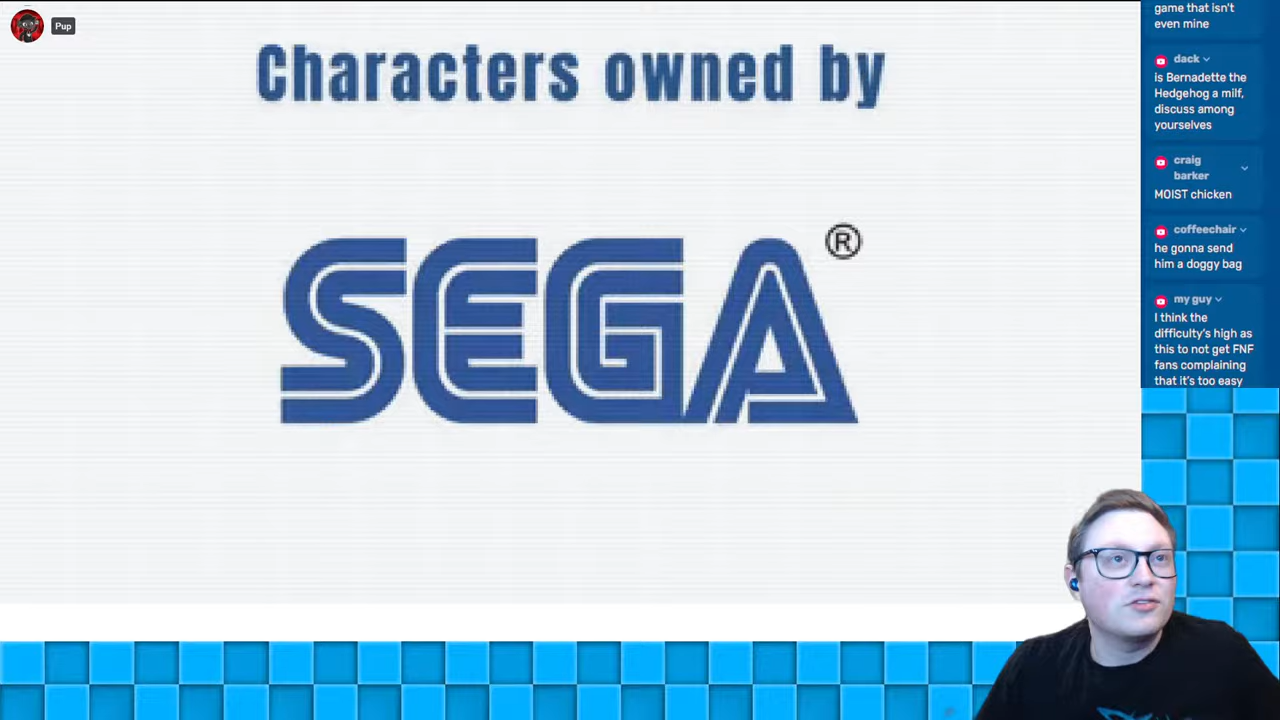 Pup
Characters owned by
SEGA®
game that isn't
even mine
dack
is Bernadette the
Hedgehog a milf,
discuss among
yourselves
craig
barker
MOIST chicken
coffeechair
he gonna send
him a doggy bag
my guy
I think the
difficulty's high as
this to not get FNF
fans complaining
that it's too easy